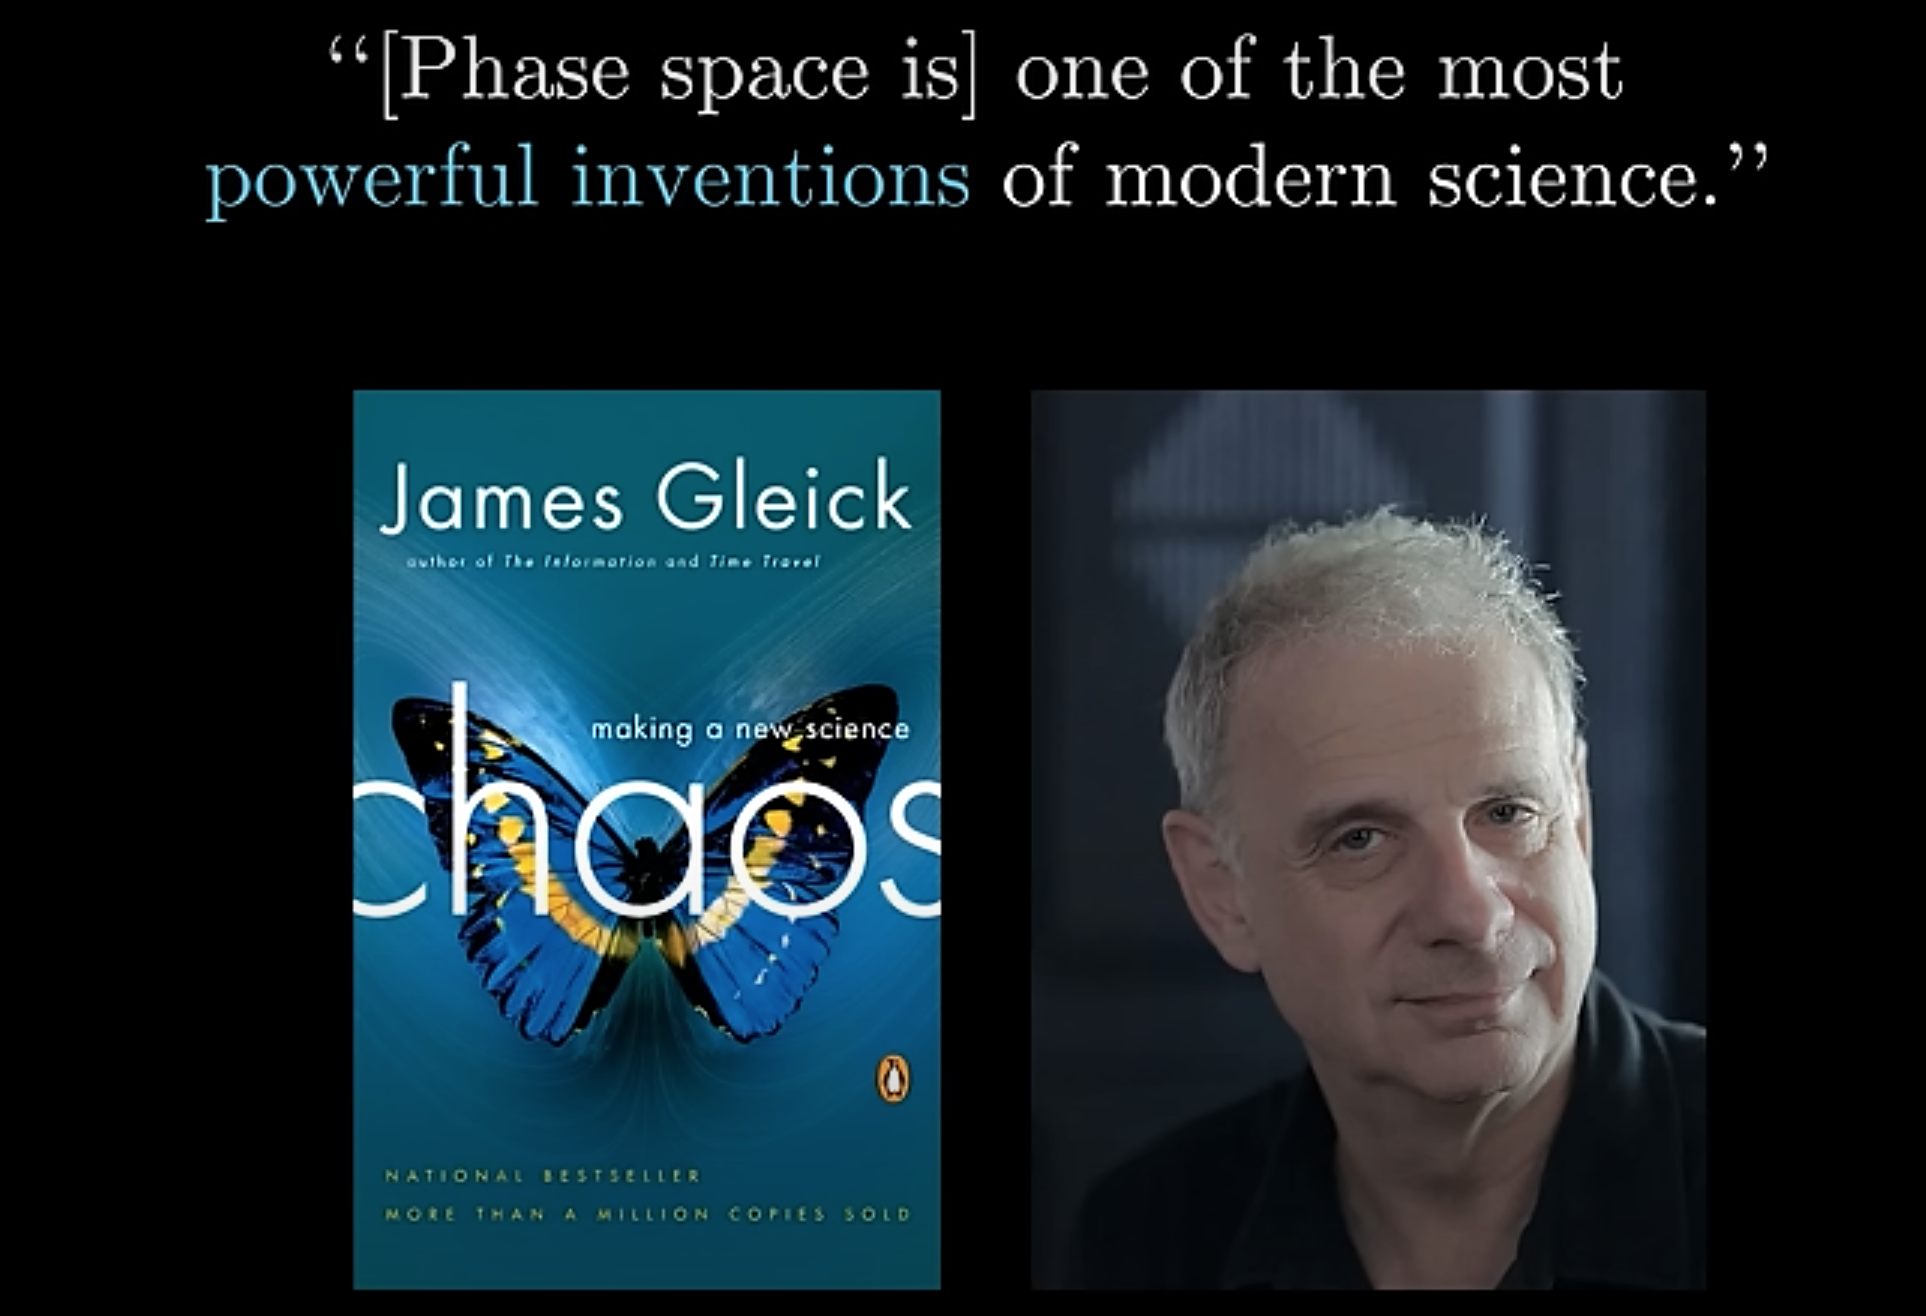 “[Phase space is] one of the most
powerful inventions of modern science.”
James Gleick
author of The Information and Time Travel
making a new science
chaos
NATIONAL BESTSELLER
MORE THAN A MILLION COPIES SOLD